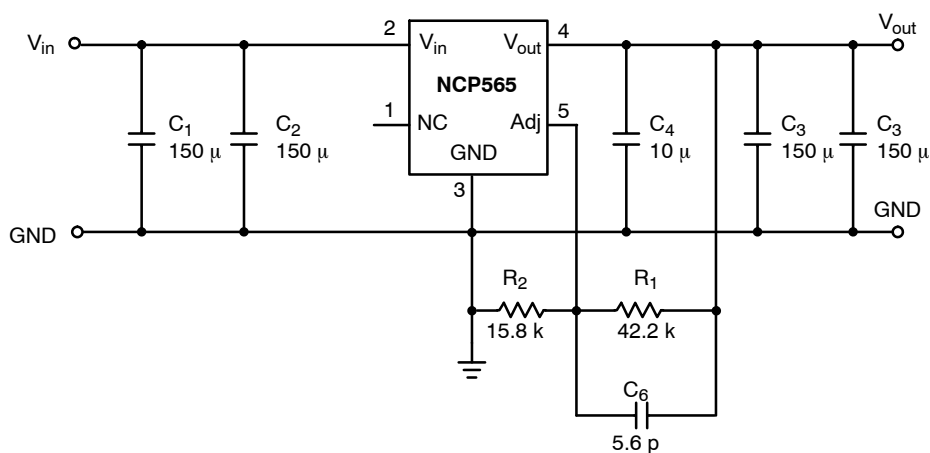 V_out
V_in
2
V_in
V_out
4
NCP565
1
NC
Adj
5
GND
3
C_1
150 μ
C_2
150 μ
C_4
10 μ
C_3
150 μ
C_3
150 μ
GND
GND
R_2
15.8 k
R_1
42.2 k
C_6
5.6 p